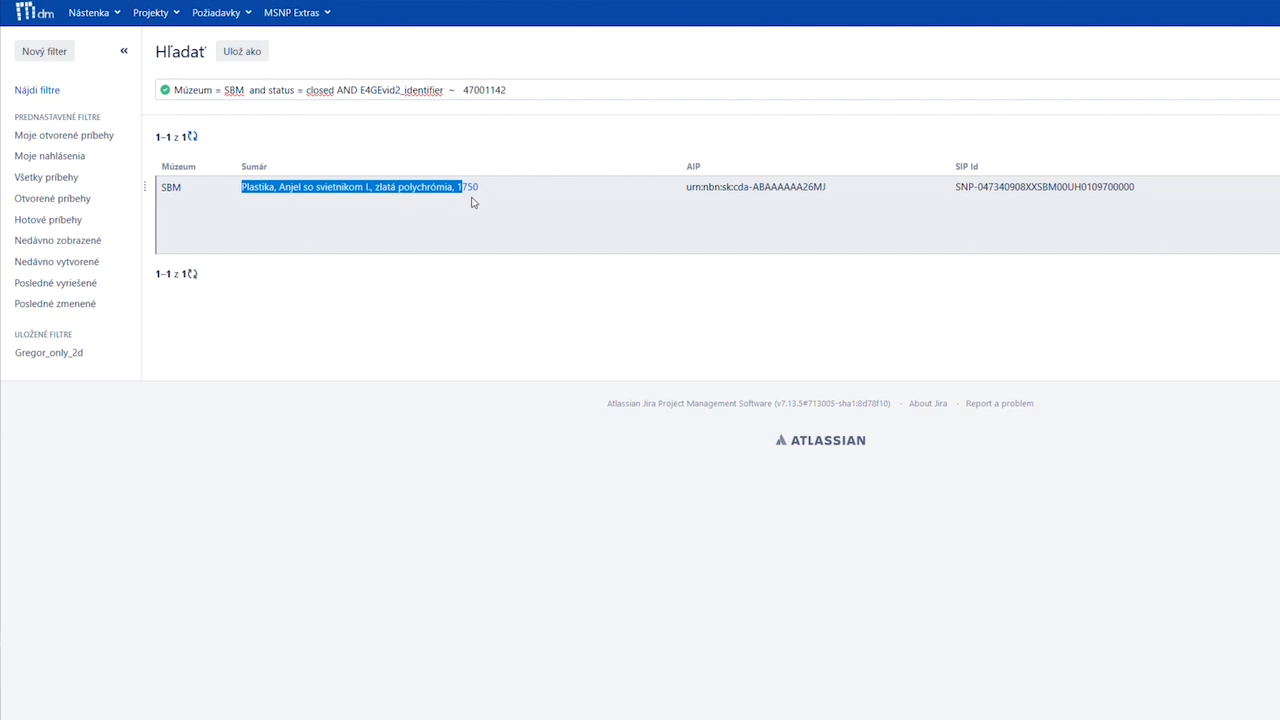 dm Nástenka Projekty Požiadavky MSNP Extras
Nový filter «
Hľadať Ulož ako
Múzeum = SBM and status = closed AND E4GEvid2_identifier ~ 47001142
Nájdi filtre
PREDNASTAVENÉ FILTRE
Moje otvorené príbehy
Moje nahlásenia
Všetky príbehy
Otvorené príbehy
Hotové príbehy
Nedávno zobrazené
Nedávno vytvorené
Posledné vyriešené
Posledné zmenené
ULOŽENÉ FILTRE
Gregor_only_2d
1–1 z 1
Múzeum Sumár AIP SIP Id
SBM Plastika, Anjel so svietnikom I., zlatá polychrómia, 1750 urn:nbn:sk:cda-ABAAAAAA26MJ SNP-047340908XXSBM00UH0109700000
1–1 z 1
Atlassian Jira Project Management Software (v7.13.5#713005-sha1:8d78f10) · About Jira · Report a problem
ATLASSIAN